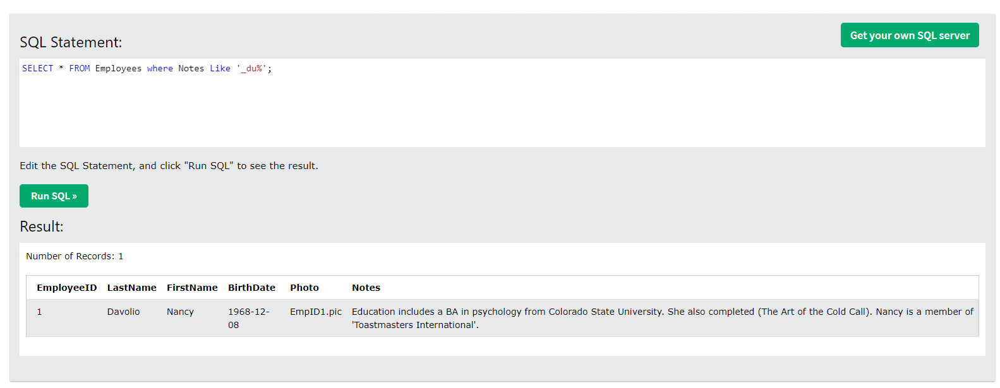 Get your own SQL server
SQL Statement:
SELECT * FROM Employees where Notes Like '_du%';
Edit the SQL Statement, and click "Run SQL" to see the result.
Run SQL »
Result:
Number of Records: 1
EmployeeID LastName FirstName BirthDate Photo Notes
1 Davolio Nancy 1968-12- EmpID1.pic Education includes a BA in psychology from Colorado State University. She also completed (The Art of the Cold Call). Nancy is a member of
08 'Toastmasters International'.